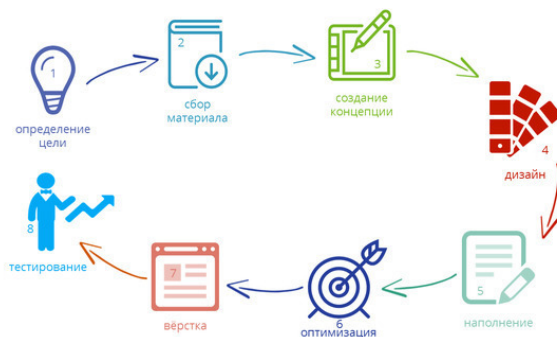 1
определение
цели
2
сбор
материала
3
создание
концепции
4
дизайн
5
наполнение
6
оптимизация
7
вёрстка
8
тестирование